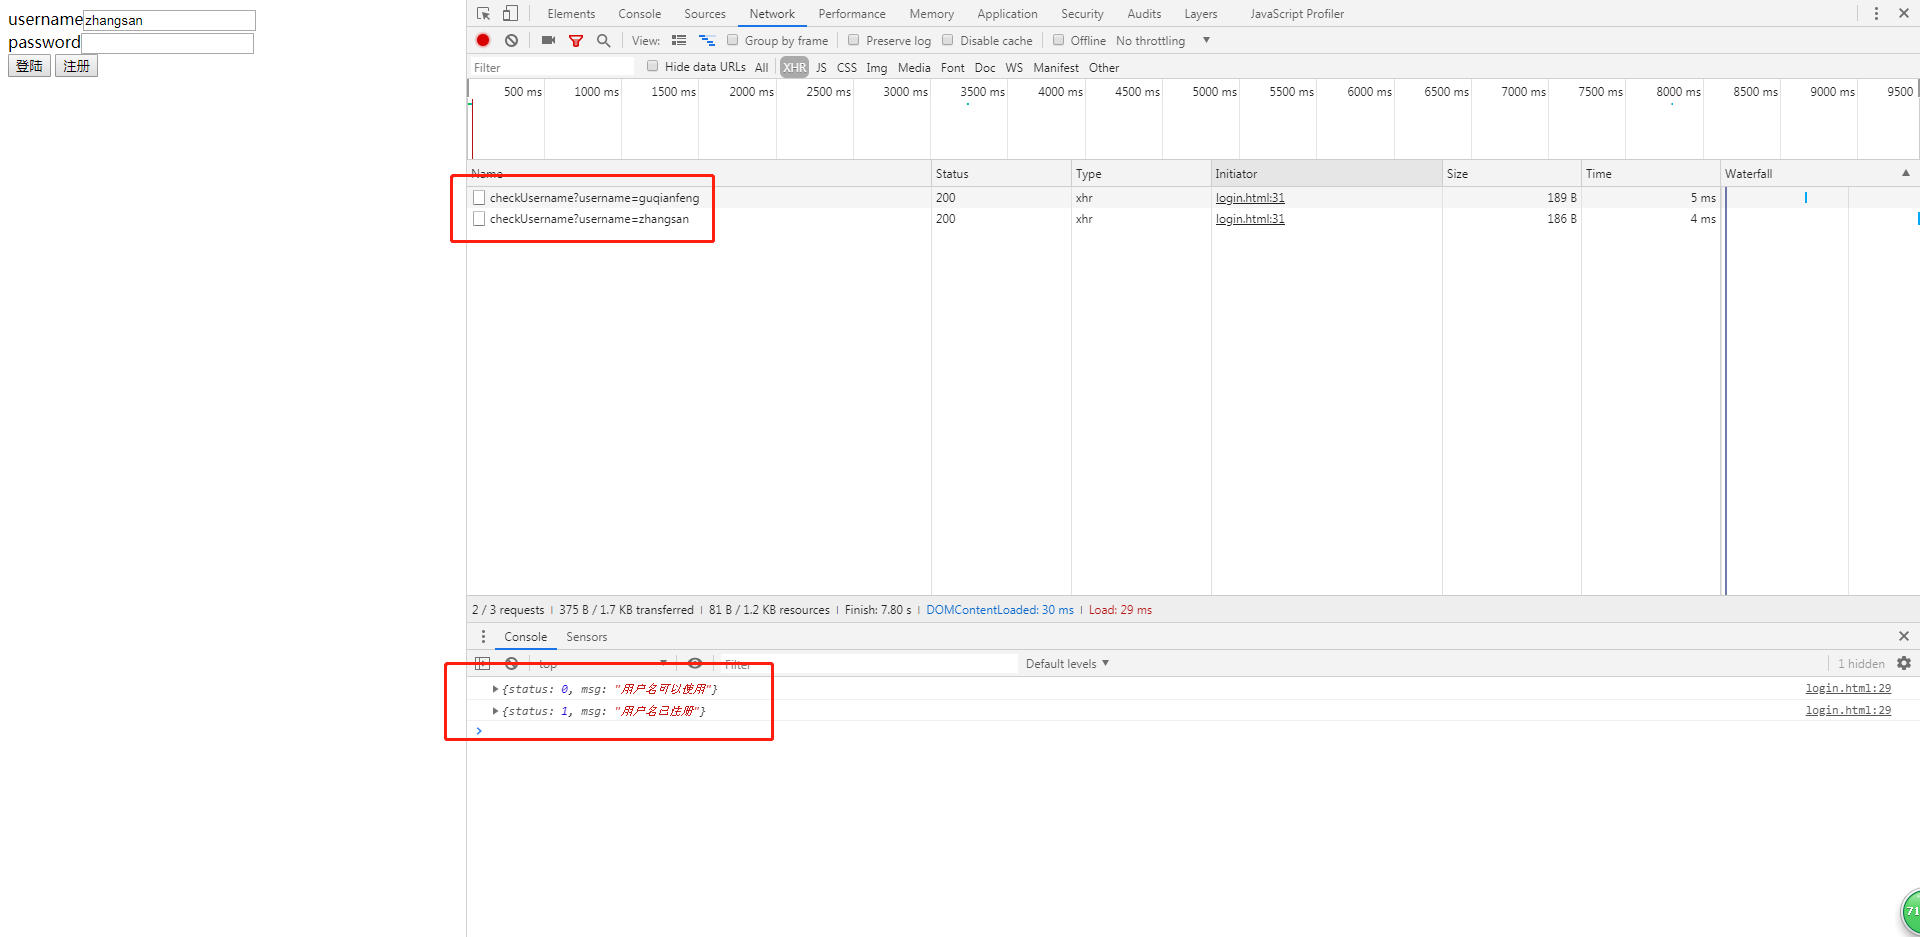 usernamezhangsan
password
登陆 注册
Elements Console Sources Network Performance Memory Application Security Audits Layers JavaScript Profiler
View: Group by frame Preserve log Disable cache Offline No throttling
Filter Hide data URLs All XHR JS CSS Img Media Font Doc WS Manifest Other
500 ms 1000 ms 1500 ms 2000 ms 2500 ms 3000 ms 3500 ms 4000 ms 4500 ms 5000 ms 5500 ms 6000 ms 6500 ms 7000 ms 7500 ms 8000 ms 8500 ms 9000 ms 9500
Name Status Type Initiator Size Time Waterfall
checkUsername?username=guqianfeng 200 xhr login.html:31 189 B 5 ms
checkUsername?username=zhangsan 200 xhr login.html:31 186 B 4 ms
2 / 3 requests 375 B / 1.7 KB transferred 81 B / 1.2 KB resources Finish: 7.80 s DOMContentLoaded: 30 ms Load: 29 ms
Console Sensors
top Filter Default levels 1 hidden
{status: 0, msg: "用户名可以使用"} login.html:29
{status: 1, msg: "用户名已注册"} login.html:29
71